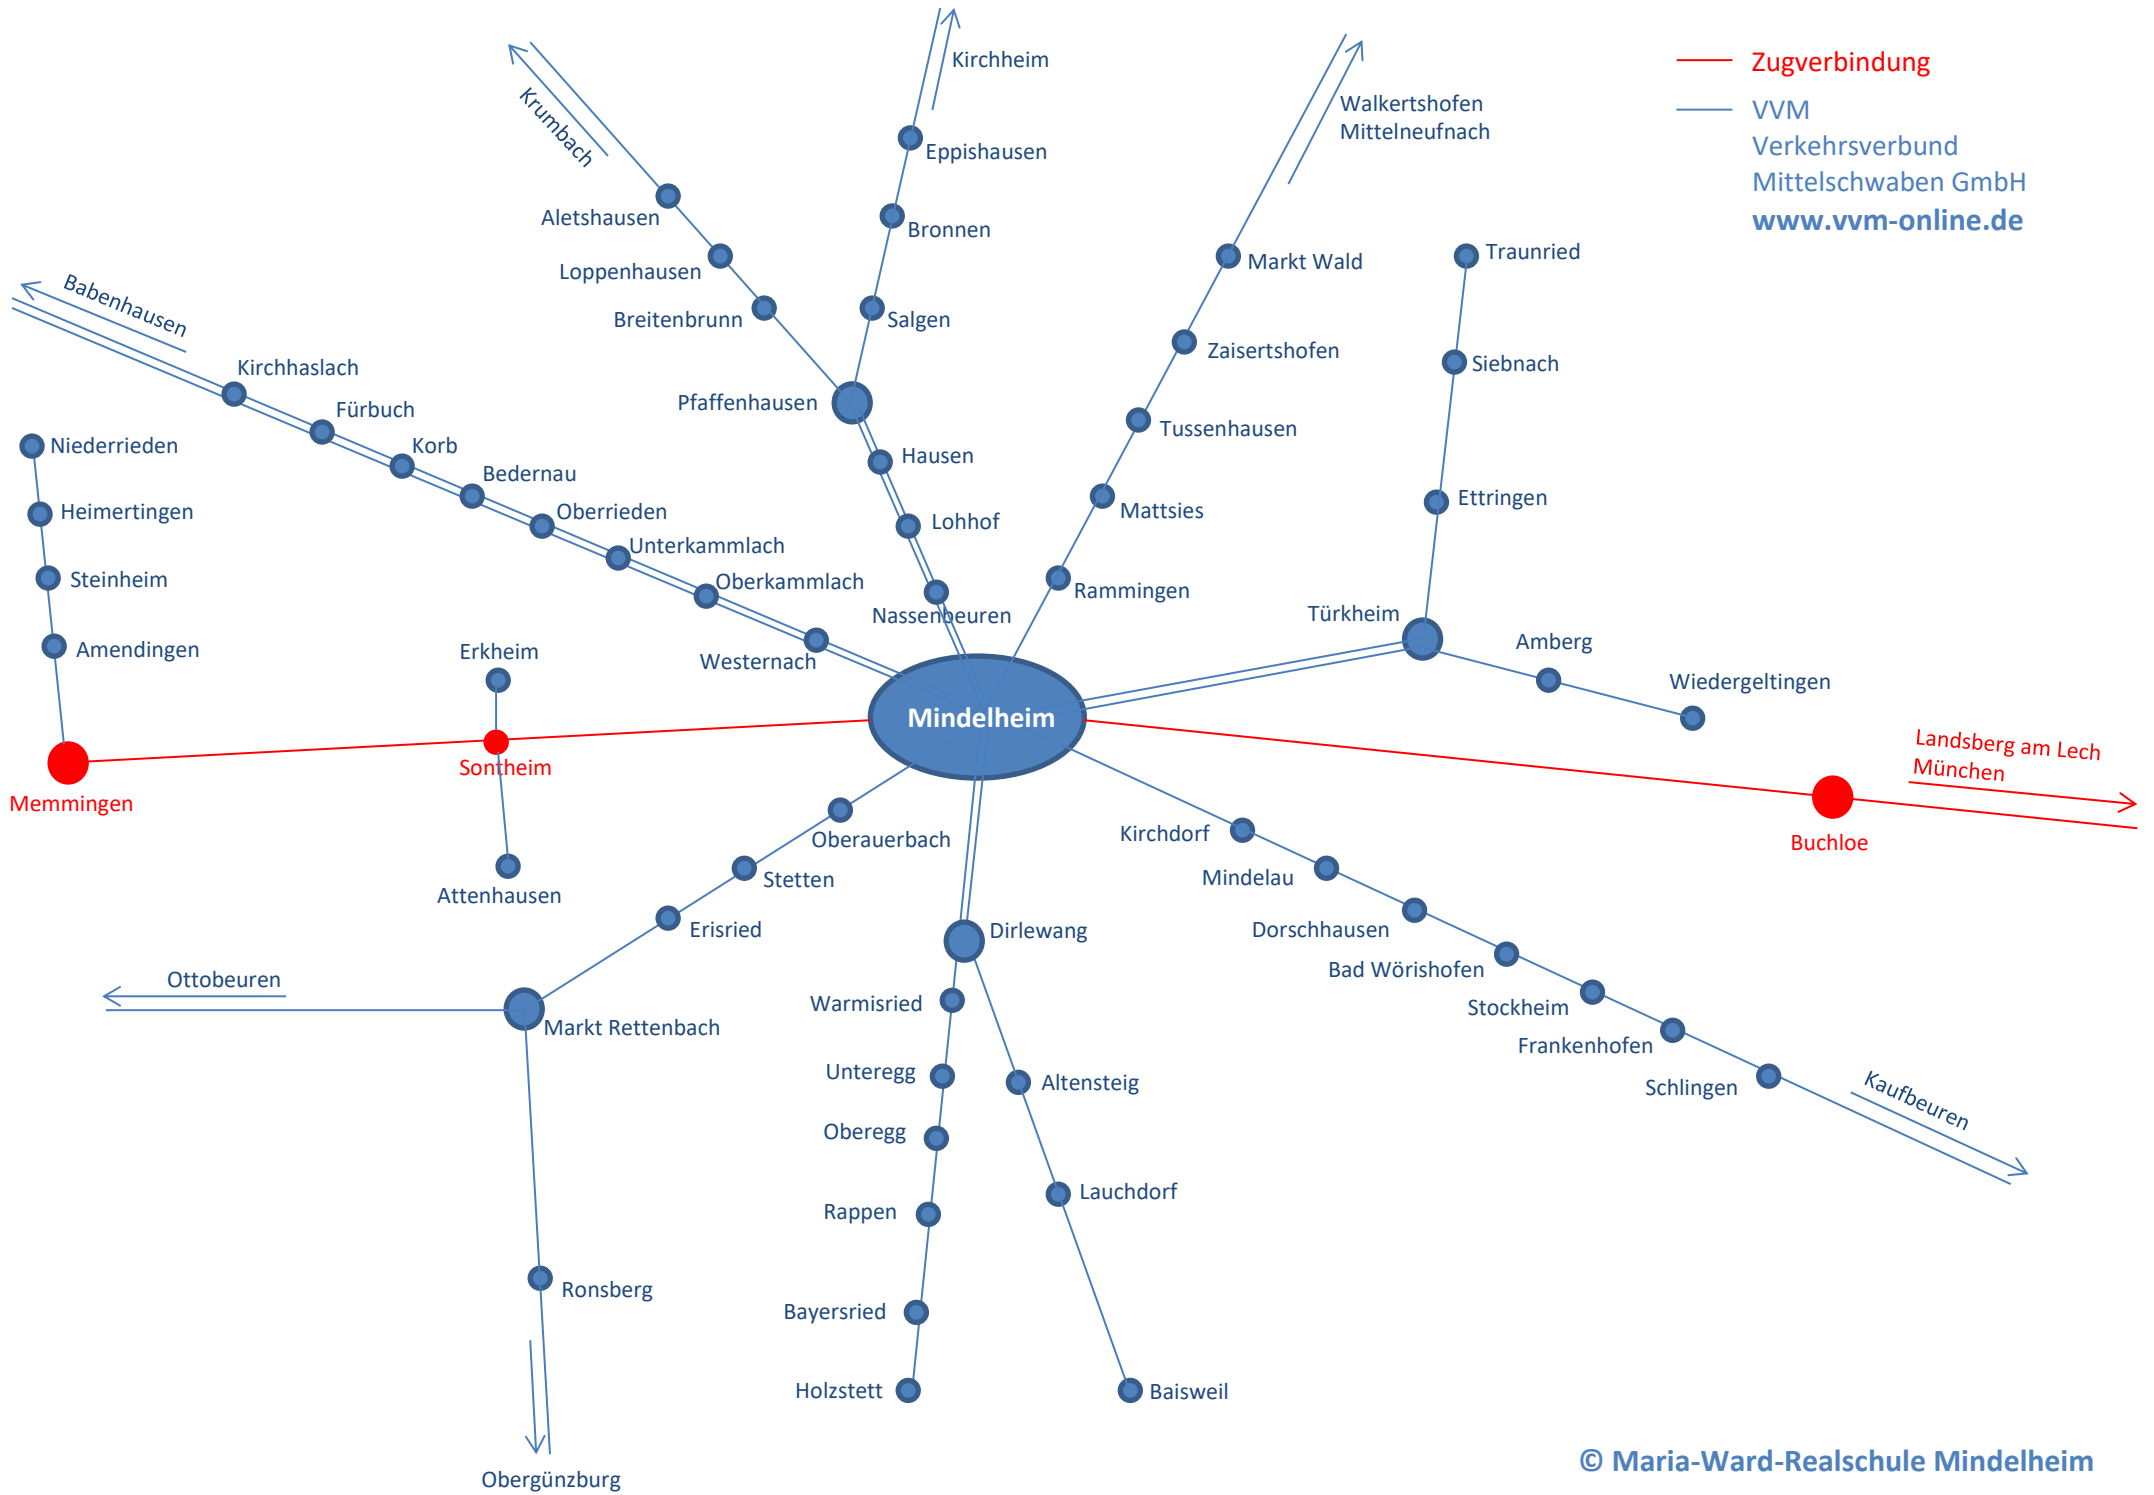 Kirchheim
Zugverbindung
Krumbach
Walkertshofen
Mittelneufnach
VVM
Verkehrsverbund
Mittelschwaben GmbH
www.vvm-online.de
Eppishausen
Aletshausen
Bronnen
Loppenhausen
Markt Wald
Traunried
Babenhausen
Breitenbrunn
Salgen
Zaisertshofen
Siebnach
Kirchhaslach
Fürbuch
Pfaffenhausen
Tussenhausen
Niederrieden
Korb
Hausen
Bedernau
Ettringen
Heimertingen
Oberrieden
Lohhof
Mattsies
Unterkammlach
Steinheim
Oberkammlach
Rammingen
Nassenbeuren
Türkheim
Amendingen
Erkheim
Westernach
Amberg
Wiedergeltingen
Mindelheim
Landsberg am Lech
München
Sontheim
Memmingen
Oberauerbach
Kirchdorf
Buchloe
Stetten
Mindelau
Attenhausen
Erisried
Dirlewang
Dorschhausen
Bad Wörishofen
Ottobeuren
Warmisried
Stockheim
Markt Rettenbach
Frankenhofen
Unteregg
Altensteig
Schlingen
Kaufbeuren
Oberegg
Rappen
Lauchdorf
Ronsberg
Bayersried
Holzstett
Baisweil
Obergünzburg
© Maria-Ward-Realschule Mindelheim